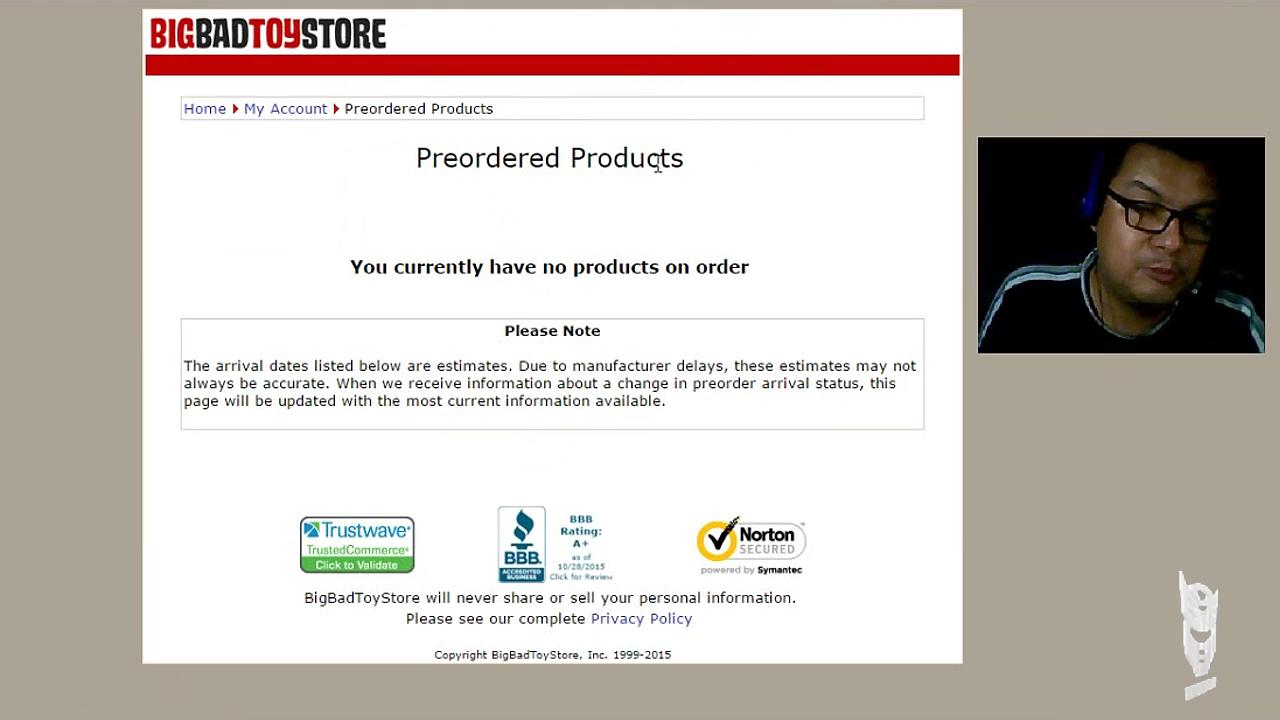 BIGBADTOYSTORE
Home My Account Preordered Products
Preordered Products
You currently have no products on order
Please Note
The arrival dates listed below are estimates. Due to manufacturer delays, these estimates may not
always be accurate. When we receive information about a change in preorder arrival status, this
page will be updated with the most current information available.
Trustwave®
TrustedCommerce®
Click to Validate
BBB
ACCREDITED
BUSINESS
BBB
Rating:
A+
as of
10/28/2015
Click for Review
Norton
SECURED
powered by Symantec
BigBadToyStore will never share or sell your personal information.
Please see our complete Privacy Policy
Copyright BigBadToyStore, Inc. 1999-2015